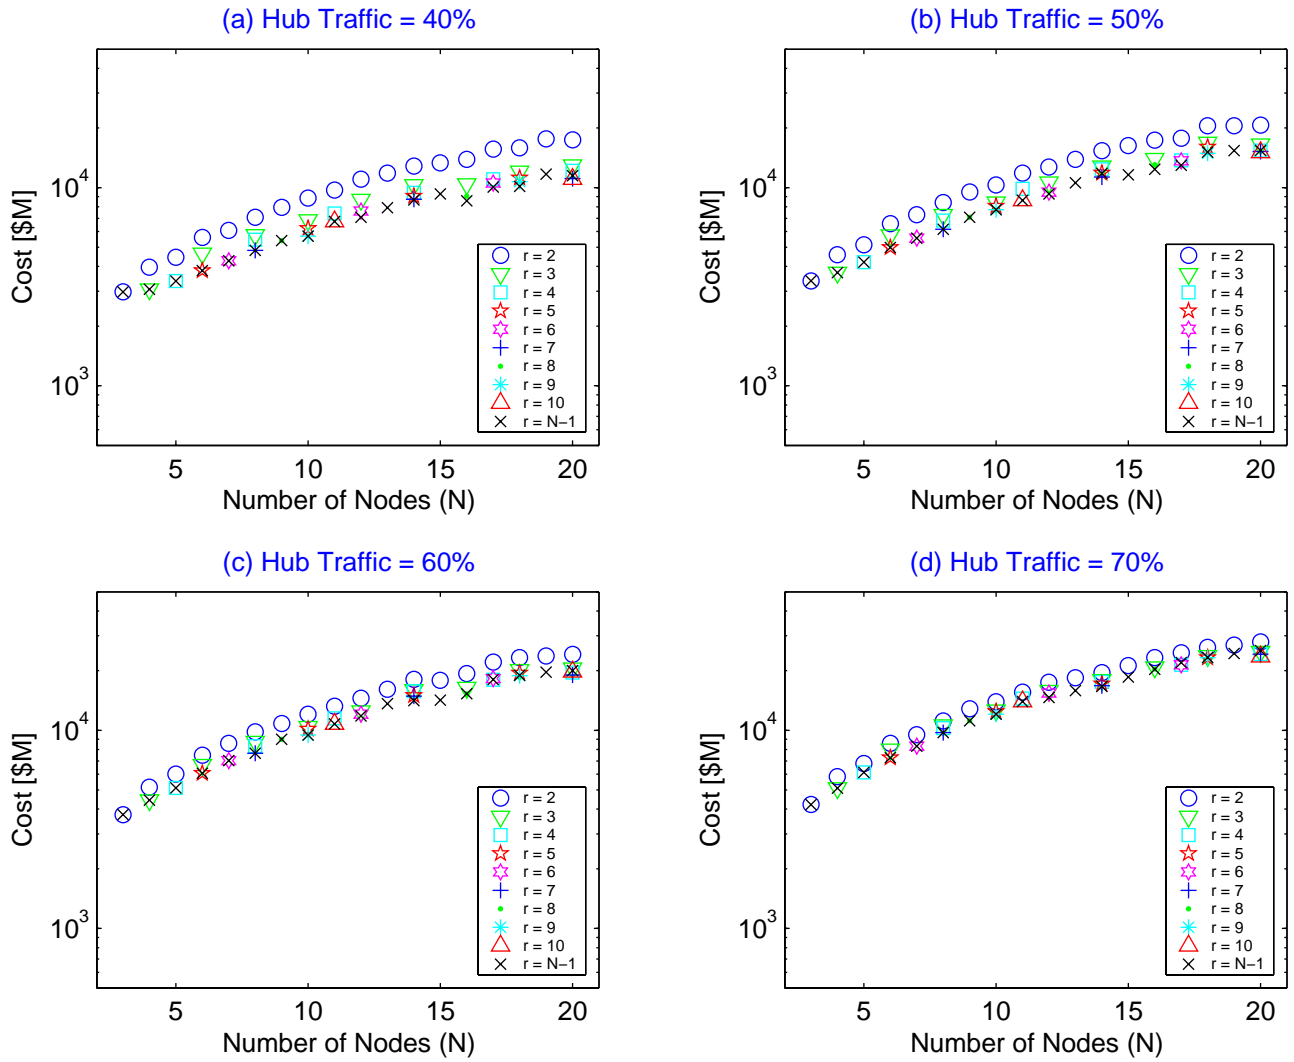 (a) Hub Traffic = 40%
Cost [$M]
10^4
10^3
r = 2
r = 3
r = 4
r = 5
r = 6
r = 7
r = 8
r = 9
r = 10
r = N−1
5 10 15 20
Number of Nodes (N)
(b) Hub Traffic = 50%
Cost [$M]
10^4
10^3
r = 2
r = 3
r = 4
r = 5
r = 6
r = 7
r = 8
r = 9
r = 10
r = N−1
5 10 15 20
Number of Nodes (N)
(c) Hub Traffic = 60%
Cost [$M]
10^4
10^3
r = 2
r = 3
r = 4
r = 5
r = 6
r = 7
r = 8
r = 9
r = 10
r = N−1
5 10 15 20
Number of Nodes (N)
(d) Hub Traffic = 70%
Cost [$M]
10^4
10^3
r = 2
r = 3
r = 4
r = 5
r = 6
r = 7
r = 8
r = 9
r = 10
r = N−1
5 10 15 20
Number of Nodes (N)